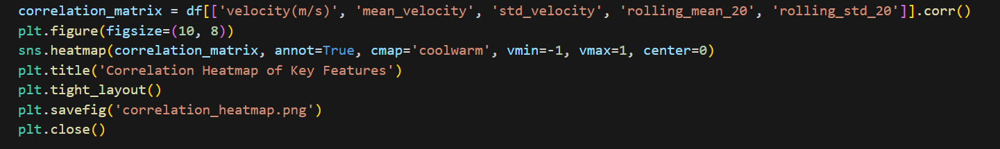 correlation_matrix = df[['velocity(m/s)', 'mean_velocity', 'std_velocity', 'rolling_mean_20', 'rolling_std_20']].corr()
plt.figure(figsize=(10, 8))
sns.heatmap(correlation_matrix, annot=True, cmap='coolwarm', vmin=-1, vmax=1, center=0)
plt.title('Correlation Heatmap of Key Features')
plt.tight_layout()
plt.savefig('correlation_heatmap.png')
plt.close()